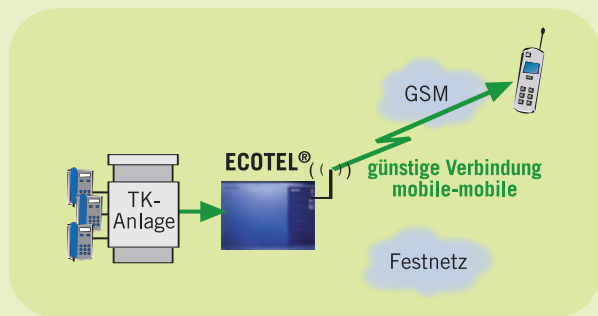 GSM
ECOTEL®
günstige Verbindung
mobile-mobile
TK-
Anlage
Festnetz